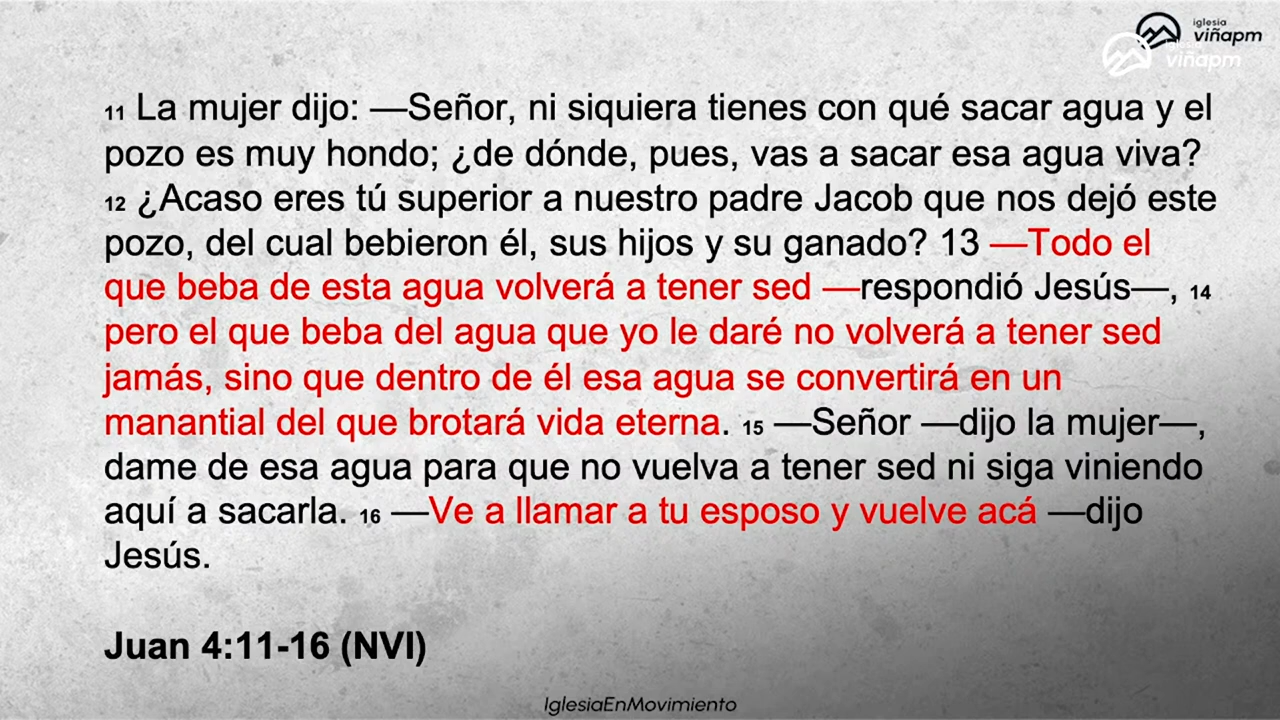 iglesia
viñapm
iglesia
viñapm
11 La mujer dijo: —Señor, ni siquiera tienes con qué sacar agua y el
pozo es muy hondo; ¿de dónde, pues, vas a sacar esa agua viva?
12 ¿Acaso eres tú superior a nuestro padre Jacob que nos dejó este
pozo, del cual bebieron él, sus hijos y su ganado? 13 —Todo el
que beba de esta agua volverá a tener sed —respondió Jesús—, 14
pero el que beba del agua que yo le daré no volverá a tener sed
jamás, sino que dentro de él esa agua se convertirá en un
manantial del que brotará vida eterna. 15 —Señor —dijo la mujer—,
dame de esa agua para que no vuelva a tener sed ni siga viniendo
aquí a sacarla. 16 —Ve a llamar a tu esposo y vuelve acá —dijo
Jesús.
Juan 4:11-16 (NVI)
IglesiaEnMovimiento